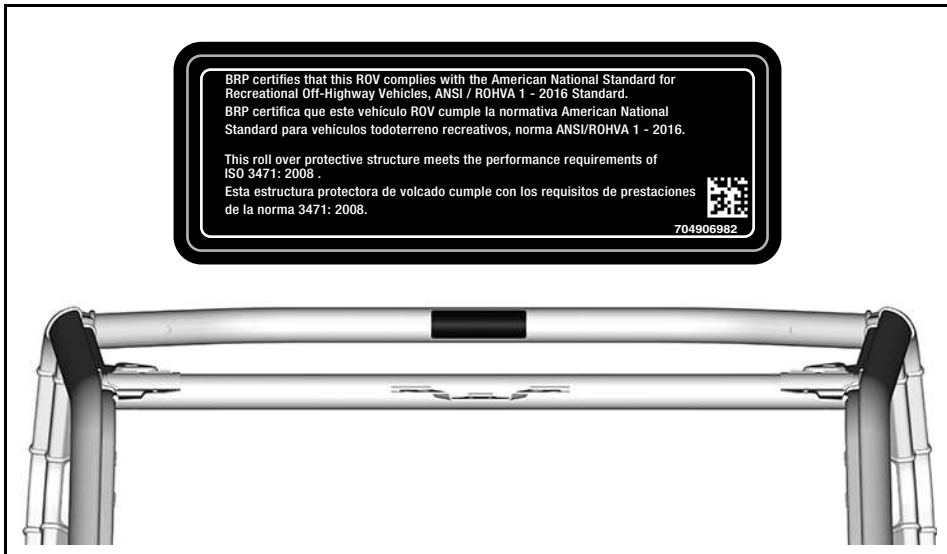 BRP certifies that this ROV complies with the American National Standard for
Recreational Off-Highway Vehicles, ANSI / ROHVA 1 - 2016 Standard.
BRP certifica que este vehículo ROV cumple la normativa American National
Standard para vehículos todoterreno recreativos, norma ANSI/ROHVA 1 - 2016.
This roll over protective structure meets the performance requirements of
ISO 3471: 2008 .
Esta estructura protectora de volcado cumple con los requisitos de prestaciones
de la norma 3471: 2008.
704906982